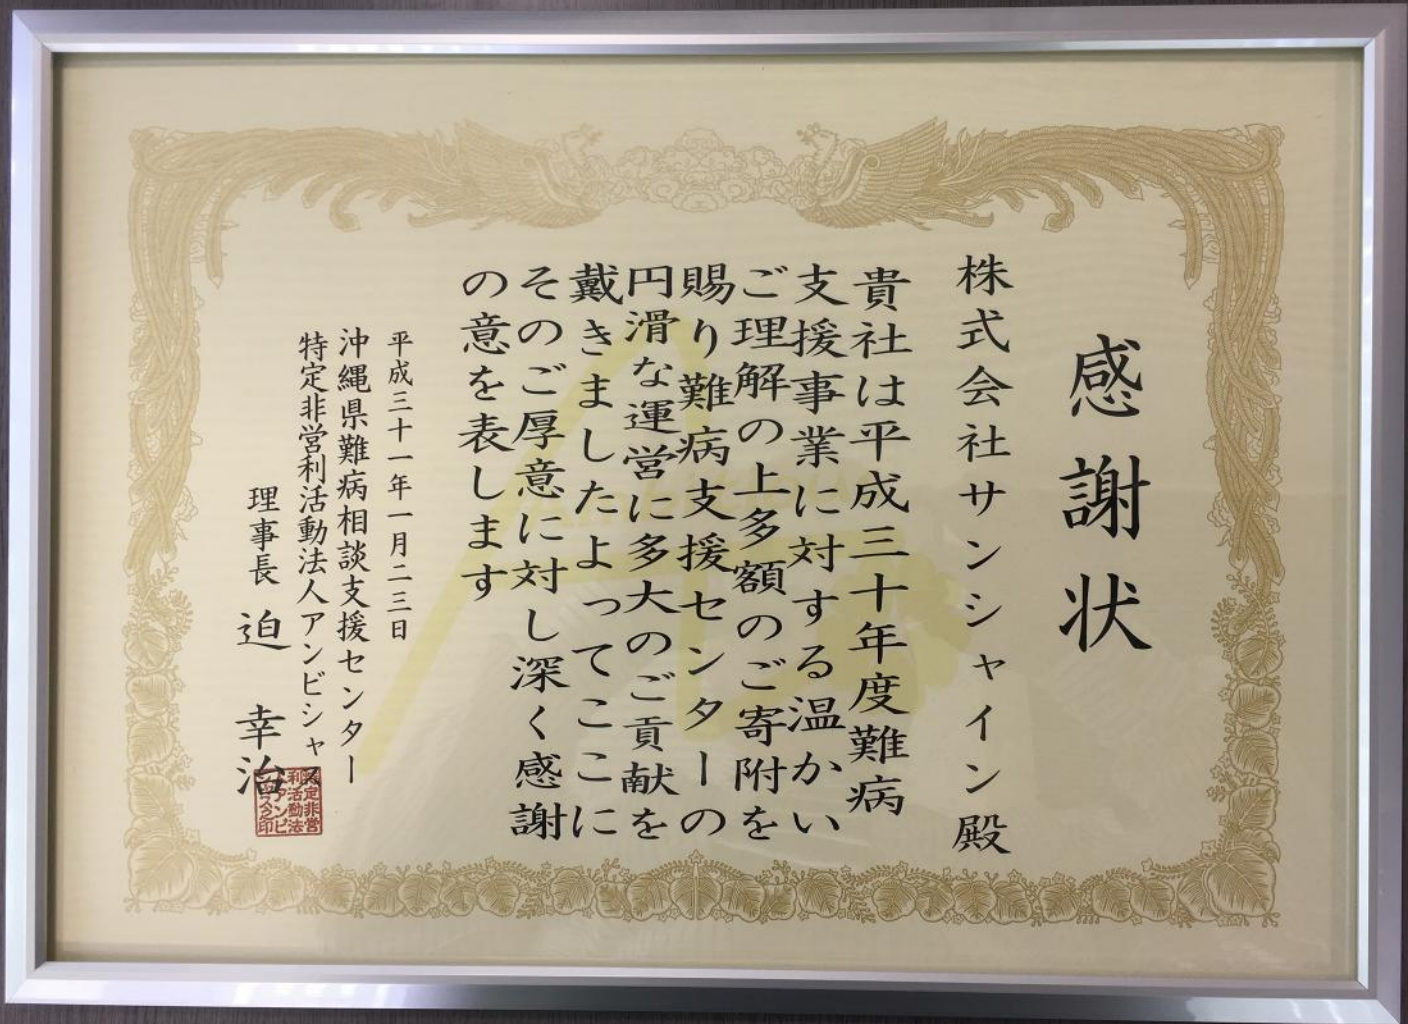 感謝状
株式会社サンシャイン殿
貴社は平成三十年度難病
支援事業に対する温かい
ご理解の上多額のご寄附を
賜り難病支援センターの
円滑な運営に多大のご貢献を
戴きましたよってここに
そのご厚意に対し深く感謝
の意を表します
平成三十一年一月二三日
沖縄県難病相談支援センター
特定非営利活動法人アンビシャス
理事長 迫 幸治